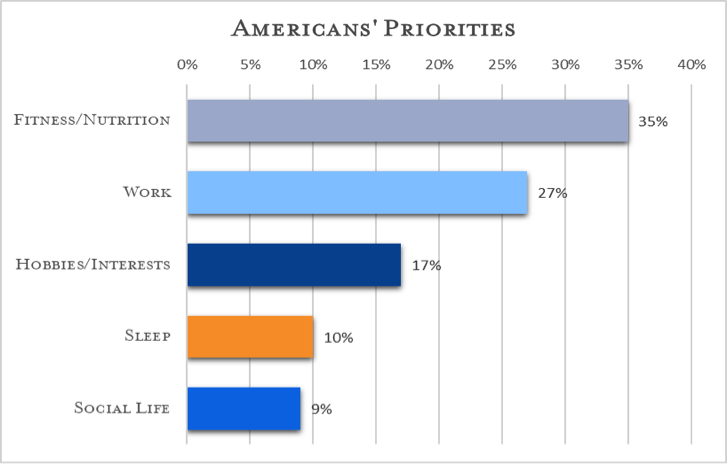 AMERICANS' PRIORITIES
0% 5% 10% 15% 20% 25% 30% 35% 40%
FITNESS/NUTRITION 35%
WORK 27%
HOBBIES/INTERESTS 17%
SLEEP 10%
SOCIAL LIFE 9%